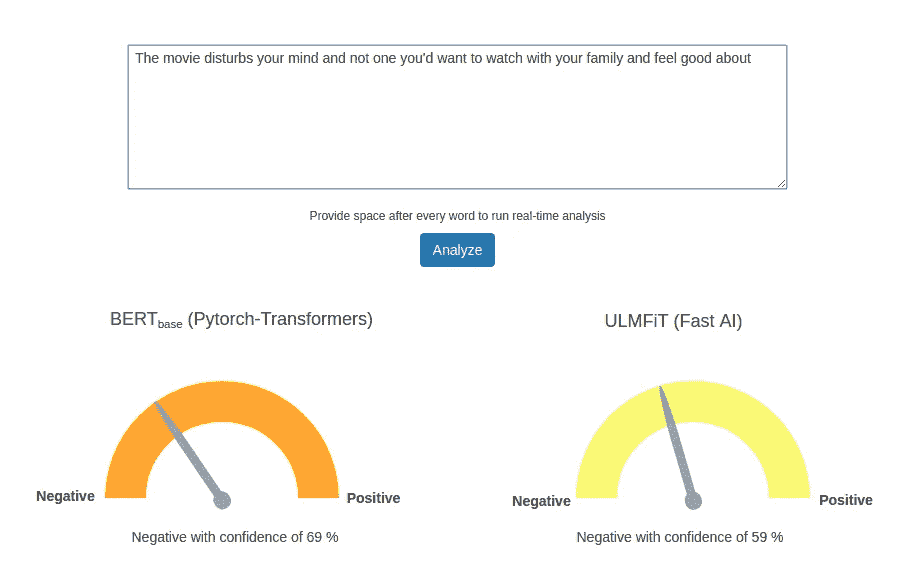 The movie disturbs your mind and not one you'd want to watch with your family and feel good about
Provide space after every word to run real-time analysis
Analyze
BERTbase (Pytorch-Transformers)
ULMFiT (Fast AI)
Negative
Positive
Negative
Positive
Negative with confidence of 69 %
Negative with confidence of 59 %